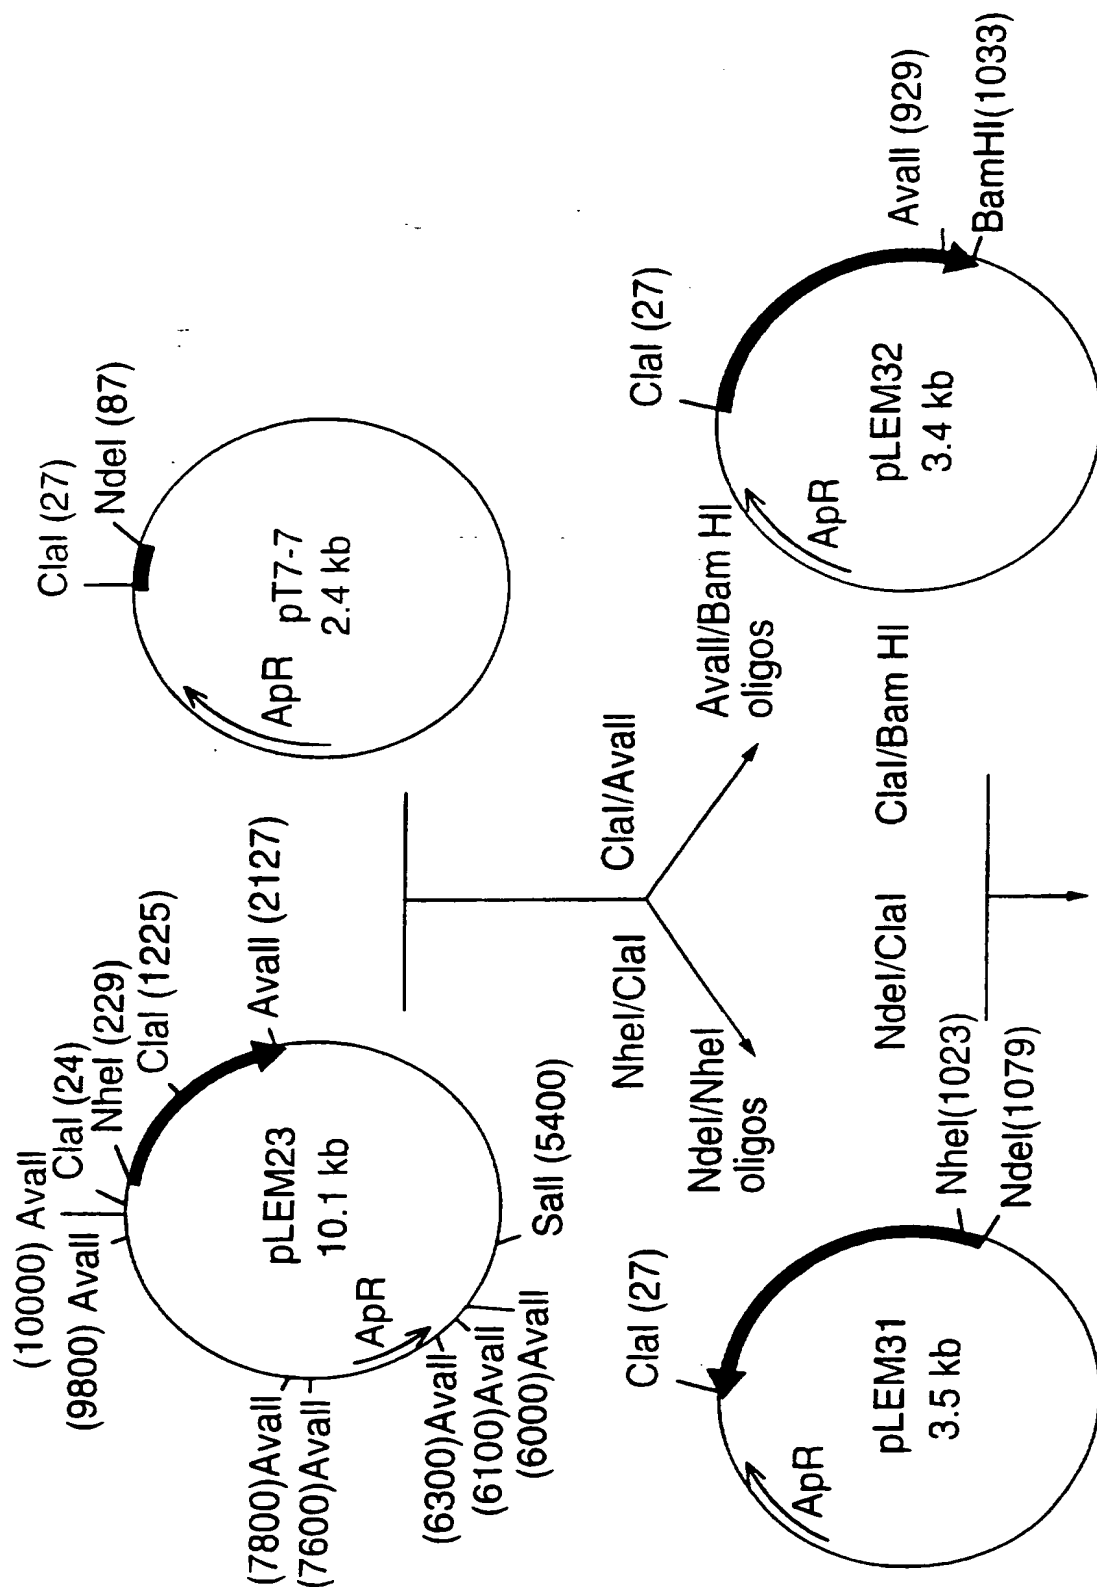 (10000) AvaII
(9800) AvaII
ClaI (24)
NheI (229)
ClaI (1225)
AvaII (2127)
pLEM23
10.1 kb
ApR
(7800)AvaII
(7600)AvaII
(6300)AvaII
(6100)AvaII
(6000)AvaII
SalI (5400)
ClaI (27)
NdeI (87)
pT7-7
2.4 kb
ApR
NheI/ClaI
ClaI/AvaII
NdeI/NheI
oligos
AvaII/Bam HI
oligos
ClaI (27)
pLEM31
3.5 kb
ApR
NheI(1023)
NdeI(1079)
NdeI/ClaI
ClaI/Bam HI
ClaI (27)
pLEM32
3.4 kb
ApR
AvaII (929)
BamHI(1033)